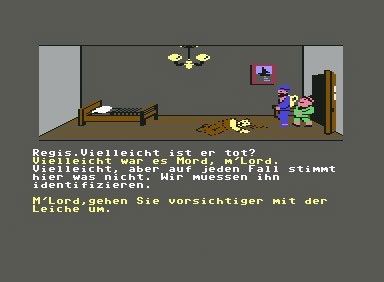 Regis.Vielleicht ist er tot?
Vielleicht war es Mord, m'Lord.
Vielleicht, aber auf jeden Fall stimmt
hier was nicht. Wir muessen ihn
identifizieren.
M'Lord,gehen Sie vorsichtiger mit der
Leiche um.